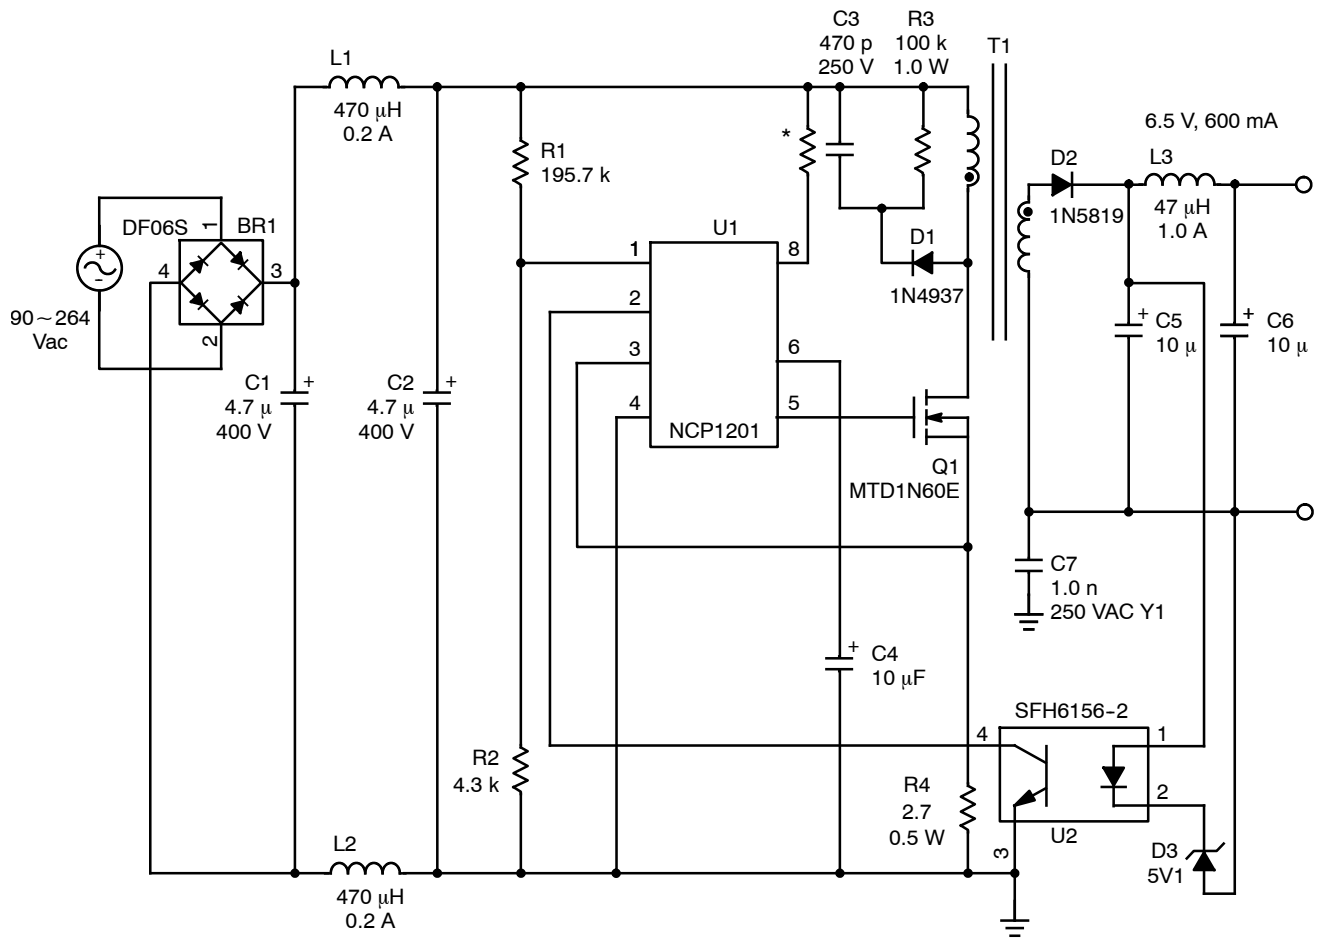 C3
470 p
250 V
R3
100 k
1.0 W
T1
L1
470 μH
0.2 A
6.5 V, 600 mA
*
R1
195.7 k
D2
1N5819
L3
47 μH
1.0 A
DF06S
BR1
1
4
3
2
+
−
90~264
Vac
U1
1
2
3
4
8
6
5
NCP1201
D1
1N4937
+
C5
10 μ
+
C6
10 μ
C1
4.7 μ
400 V
+
C2
4.7 μ
400 V
+
Q1
MTD1N60E
C7
1.0 n
250 VAC Y1
+
C4
10 μF
SFH6156-2
4
1
2
3
U2
R2
4.3 k
R4
2.7
0.5 W
D3
5V1
L2
470 μH
0.2 A